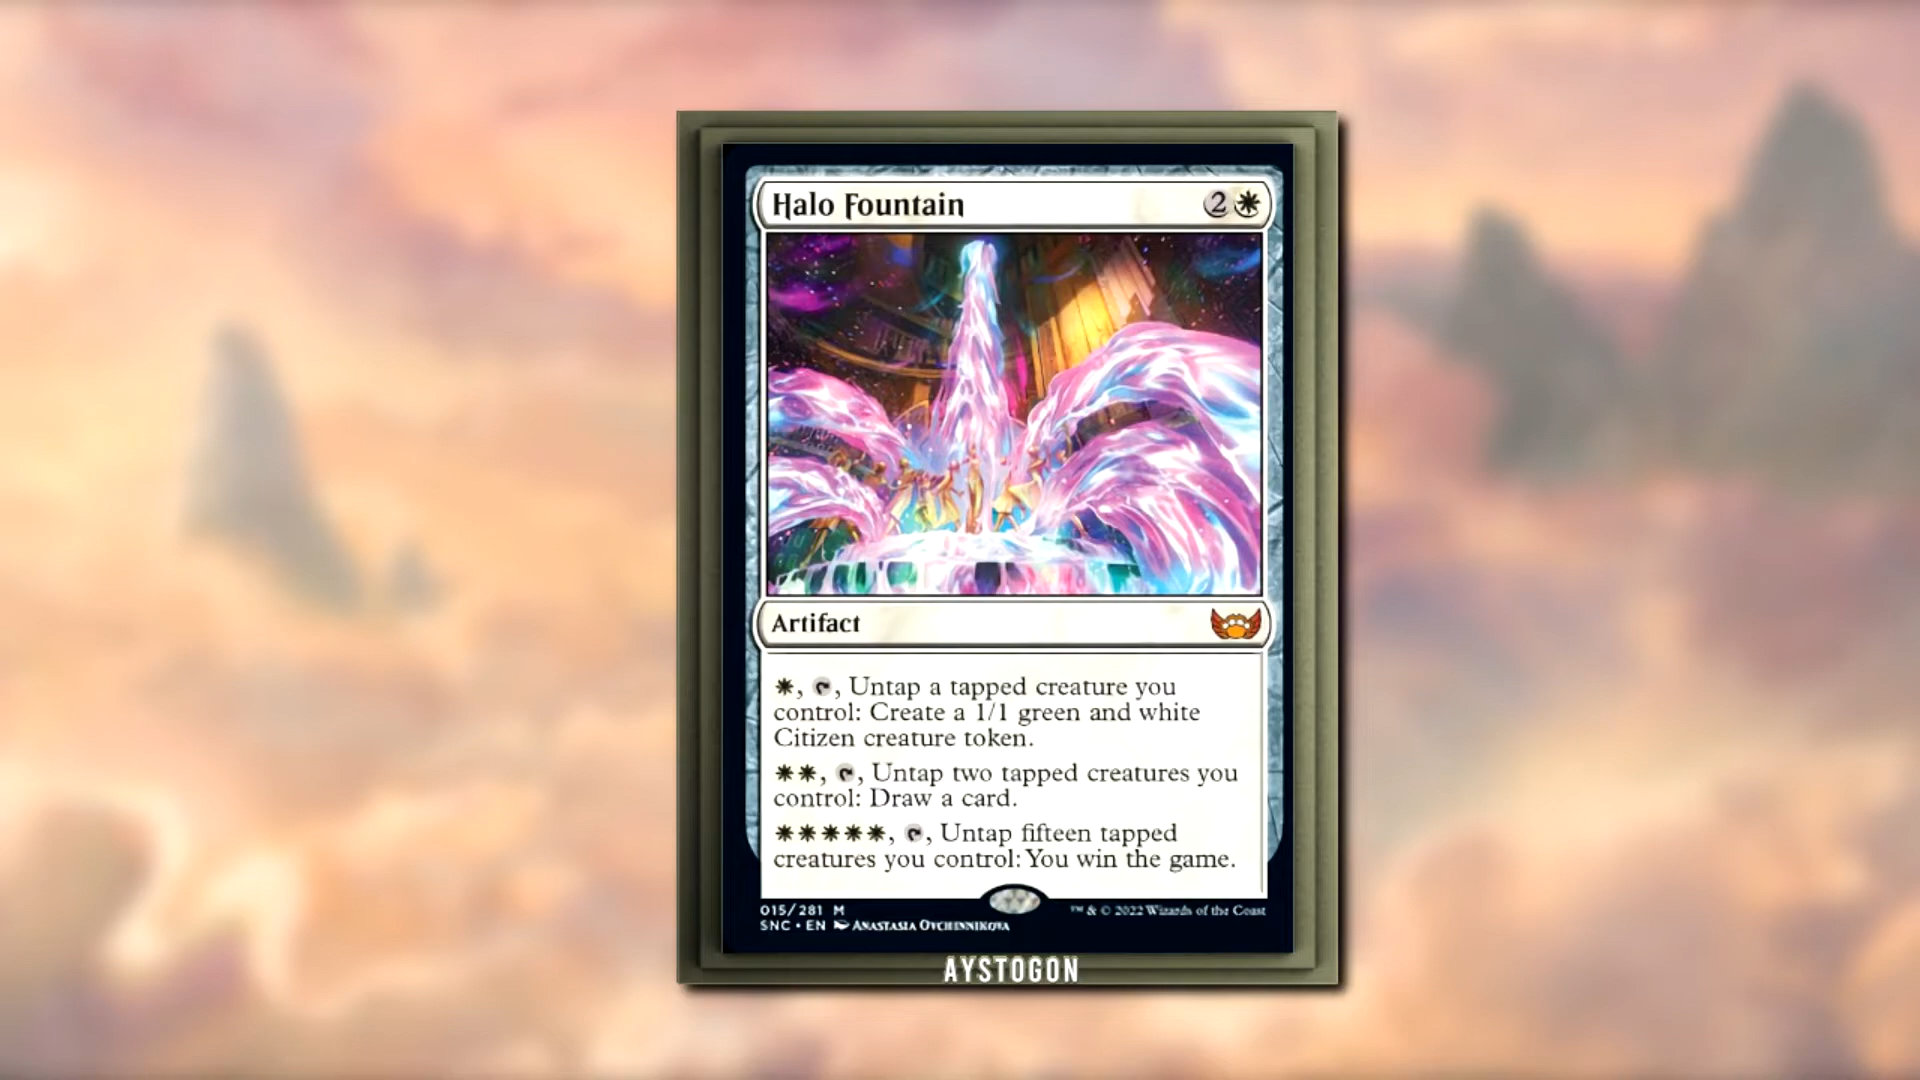 Halo Fountain 2
Artifact
, , Untap a tapped creature you
control: Create a 1/1 green and white
Citizen creature token.
, , Untap two tapped creatures you
control: Draw a card.
, , Untap fifteen tapped
creatures you control: You win the game.
015/281 M
™ & © 2022 Wizards of the Coast
SNC • EN Anastasia Ovchinnikova
AYSTOGON